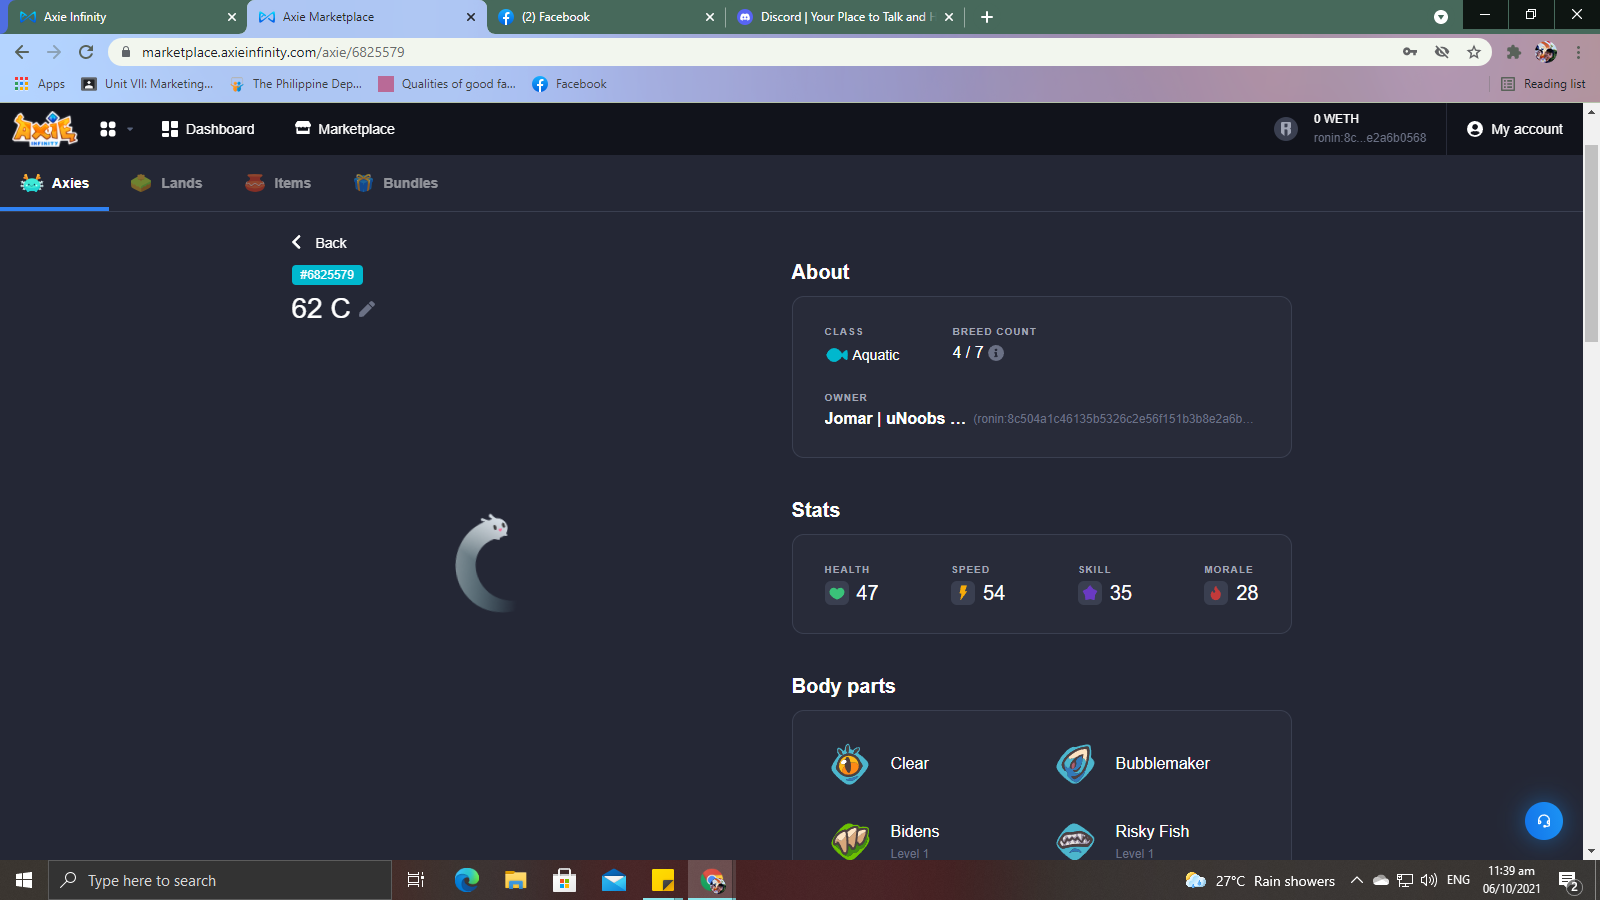 Axie Infinity
Axie Marketplace
(2) Facebook
Discord | Your Place to Talk and H
marketplace.axieinfinity.com/axie/6825579
Apps
Unit VII: Marketing...
The Philippine Dep...
Qualities of good fa...
Facebook
Reading list
AXIE
INFINITY
Dashboard
Marketplace
0 WETH
ronin:8c...e2a6b0568
My account
Axies
Lands
Items
Bundles
Back
#6825579
62 C
About
CLASS
BREED COUNT
Aquatic
4 / 7
OWNER
Jomar | uNoobs ...
(ronin:8c504a1c46135b5326c2e56f151b3b8e2a6b...
Stats
HEALTH
SPEED
SKILL
MORALE
47
54
35
28
Body parts
Clear
Bubblemaker
Bidens
Level 1
Risky Fish
Level 1
Type here to search
27°C Rain showers
ENG
11:39 am
06/10/2021
2